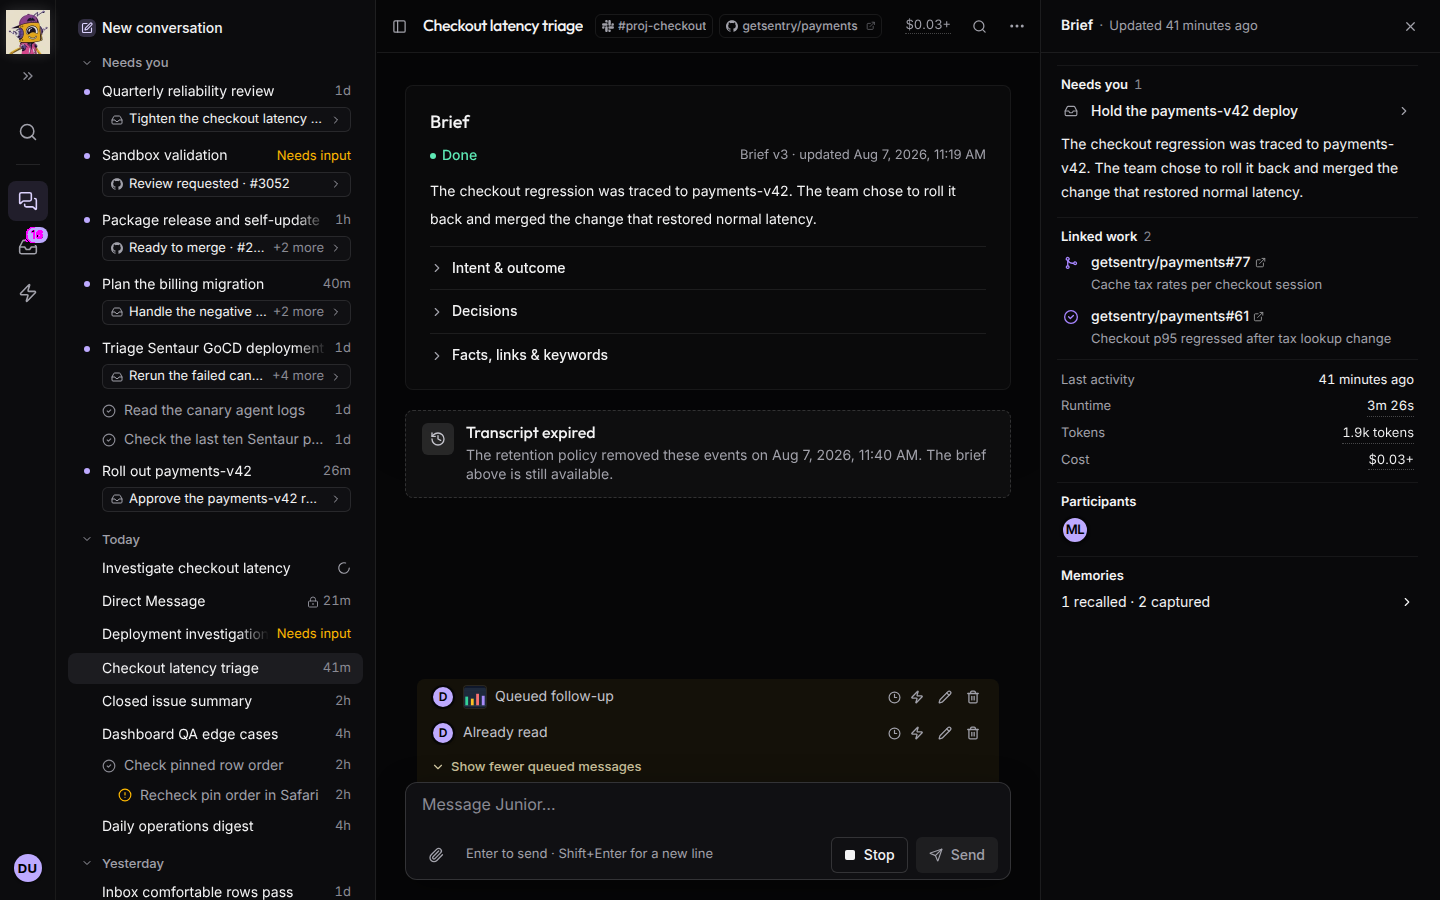 New conversation
Needs you
Quarterly reliability review 1d
Tighten the checkout latency ...
Sandbox validation Needs input
Review requested · #3052
Package release and self-update 1h
Ready to merge · #2... +2 more
Plan the billing migration 40m
Handle the negative ... +2 more
Triage Sentaur GoCD deployment 1d
Rerun the failed can... +4 more
Read the canary agent logs 1d
Check the last ten Sentaur p... 1d
Roll out payments-v42 26m
Approve the payments-v42 r...
Today
Investigate checkout latency
Direct Message 21m
Deployment investigation Needs input
Checkout latency triage 41m
Closed issue summary 2h
Dashboard QA edge cases 4h
Check pinned row order 2h
Recheck pin order in Safari 2h
Daily operations digest 4h
Yesterday
Inbox comfortable rows pass 1d
DU
Checkout latency triage #proj-checkout getsentry/payments $0.03+
Brief
Done Brief v3 · updated Aug 7, 2026, 11:19 AM
The checkout regression was traced to payments-v42. The team chose to roll it
back and merged the change that restored normal latency.
Intent & outcome
Decisions
Facts, links & keywords
Transcript expired
The retention policy removed these events on Aug 7, 2026, 11:40 AM. The brief
above is still available.
D Queued follow-up
D Already read
Show fewer queued messages
Message Junior...
Enter to send · Shift+Enter for a new line Stop Send
Brief · Updated 41 minutes ago
Needs you 1
Hold the payments-v42 deploy
The checkout regression was traced to payments-
v42. The team chose to roll it back and merged the
change that restored normal latency.
Linked work 2
getsentry/payments#77
Cache tax rates per checkout session
getsentry/payments#61
Checkout p95 regressed after tax lookup change
Last activity 41 minutes ago
Runtime 3m 26s
Tokens 1.9k tokens
Cost $0.03+
Participants
ML
Memories
1 recalled · 2 captured